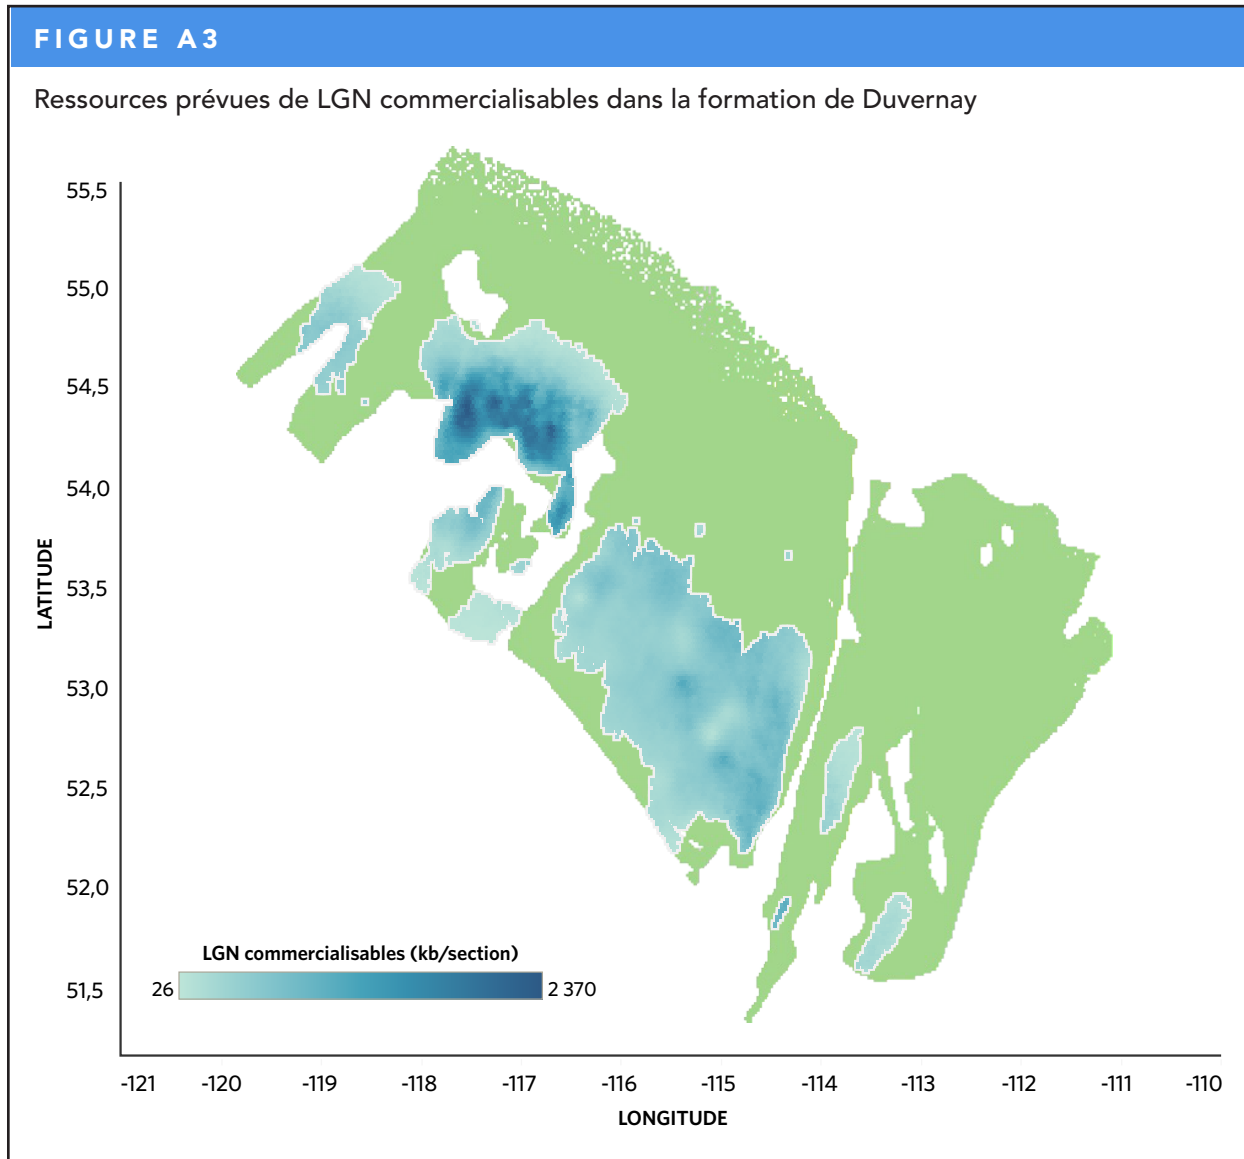 FIGURE A3
Ressources prévues de LGN commercialisables dans la formation de Duvernay
55,5
55,0
54,5
54,0
53,5
53,0
52,5
52,0
51,5
LATITUDE
LGN commercialisables (kb/section)
26
2 370
-121 -120 -119 -118 -117 -116 -115 -114 -113 -112 -111 -110
LONGITUDE